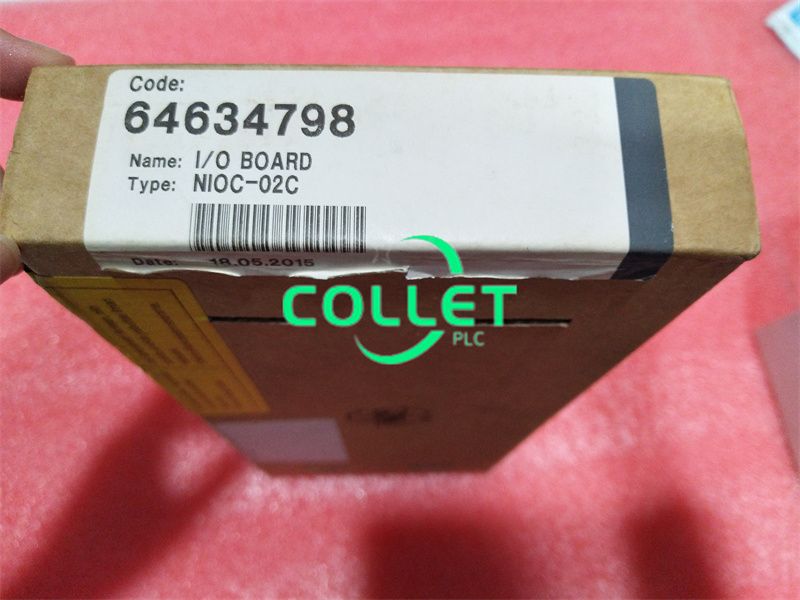 Code:
64634798
Name: I/O BOARD
Type: NIOC-02C
Date: 18.05.2015
COLLET
PLC